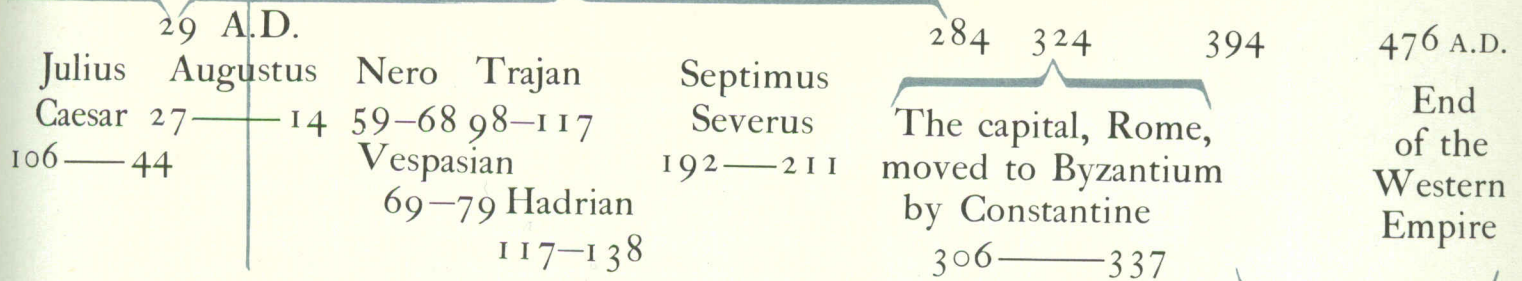 29 A.D.
284 324 394 476 A.D.
Julius
Caesar
106—44
Augustus
27—14
Nero
59–68
Trajan
98–117
Vespasian
69–79
Hadrian
117–138
Septimus
Severus
192—211
The capital, Rome,
moved to Byzantium
by Constantine
306—337
End
of the
Western
Empire